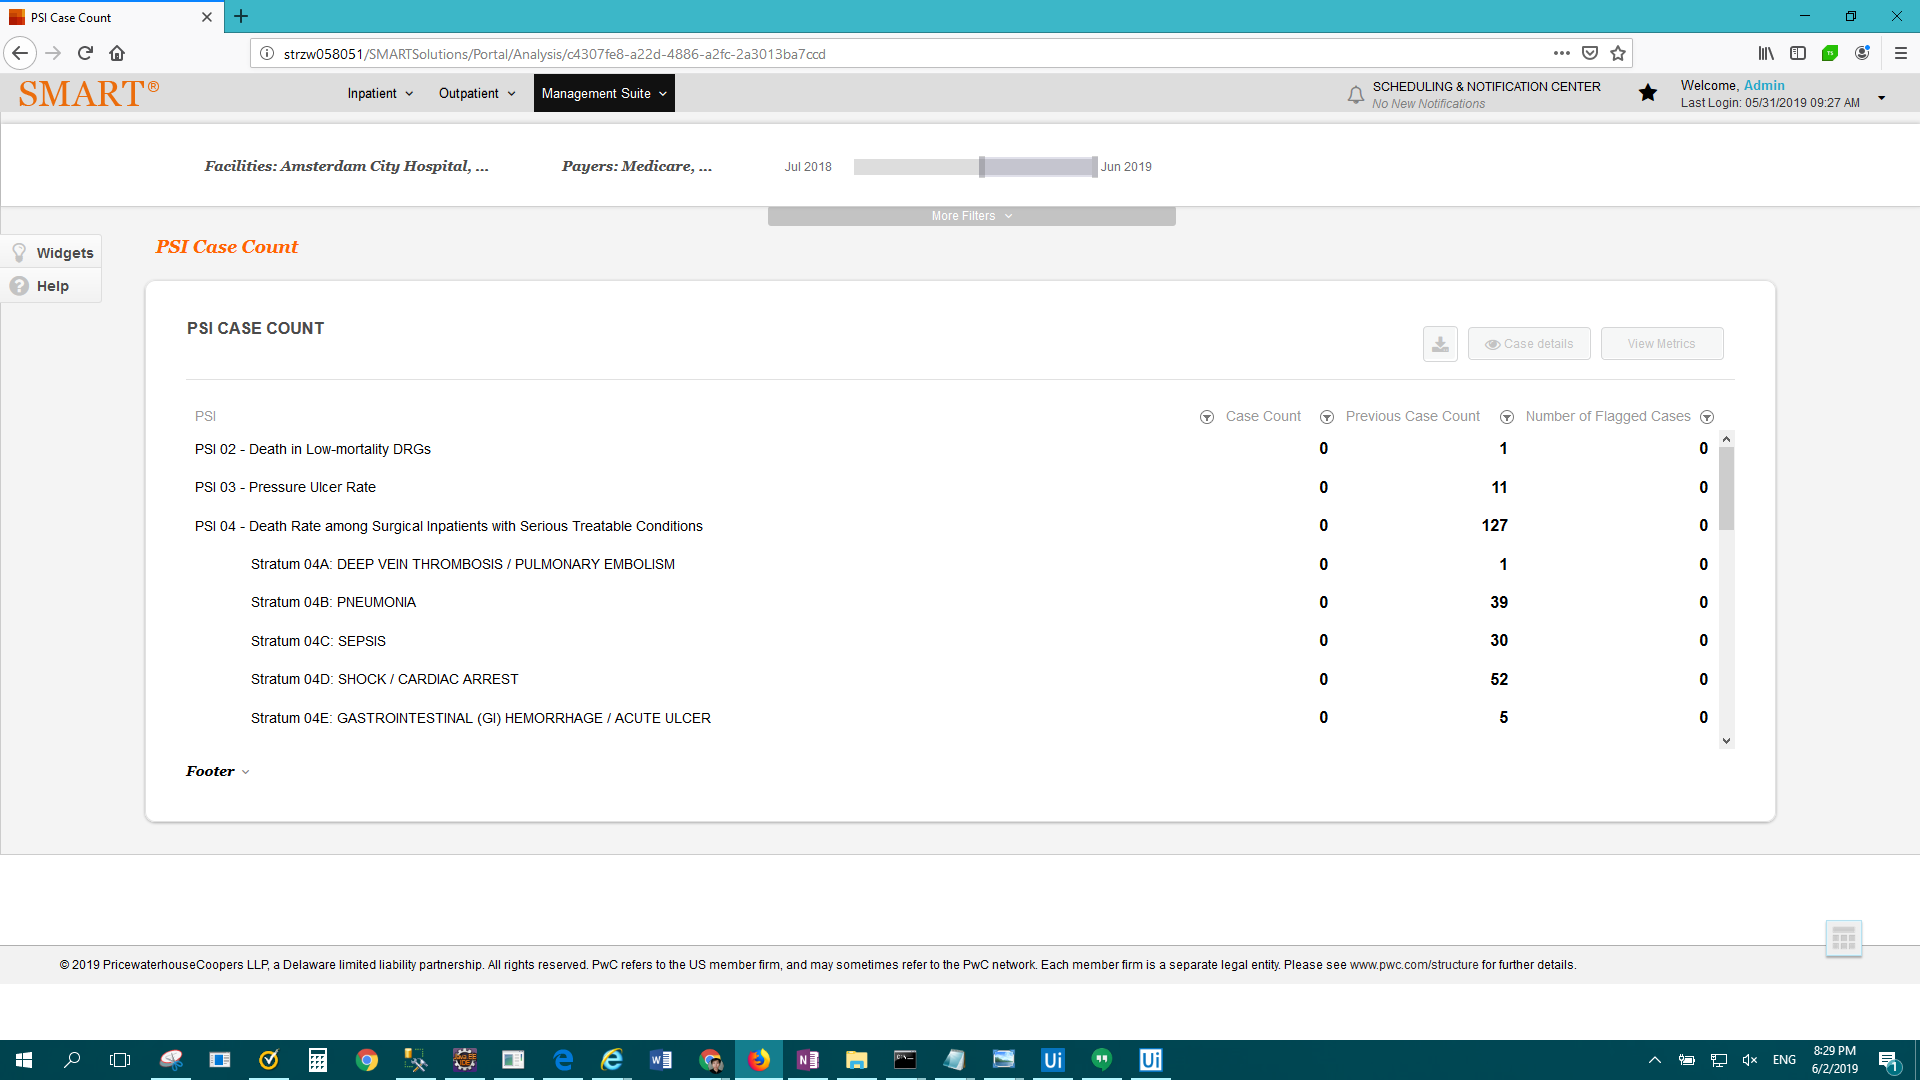 PSI Case Count
strzw058051/SMARTSolutions/Portal/Analysis/c4307fe8-a22d-4886-a2fc-2a3013ba7ccd
SMART®
Inpatient
Outpatient
Management Suite
SCHEDULING & NOTIFICATION CENTER
No New Notifications
Welcome, Admin
Last Login: 05/31/2019 09:27 AM
Facilities: Amsterdam City Hospital, ...
Payers: Medicare, ...
Jul 2018
Jun 2019
More Filters
Widgets
Help
PSI Case Count
PSI CASE COUNT
Case details
View Metrics
PSI Case Count Previous Case Count Number of Flagged Cases
PSI 02 - Death in Low-mortality DRGs 0 1 0
PSI 03 - Pressure Ulcer Rate 0 11 0
PSI 04 - Death Rate among Surgical Inpatients with Serious Treatable Conditions 0 127 0
Stratum 04A: DEEP VEIN THROMBOSIS / PULMONARY EMBOLISM 0 1 0
Stratum 04B: PNEUMONIA 0 39 0
Stratum 04C: SEPSIS 0 30 0
Stratum 04D: SHOCK / CARDIAC ARREST 0 52 0
Stratum 04E: GASTROINTESTINAL (GI) HEMORRHAGE / ACUTE ULCER 0 5 0
Footer
© 2019 PricewaterhouseCoopers LLP, a Delaware limited liability partnership. All rights reserved. PwC refers to the US member firm, and may sometimes refer to the PwC network. Each member firm is a separate legal entity. Please see www.pwc.com/structure for further details.
ENG
8:29 PM
6/2/2019
1